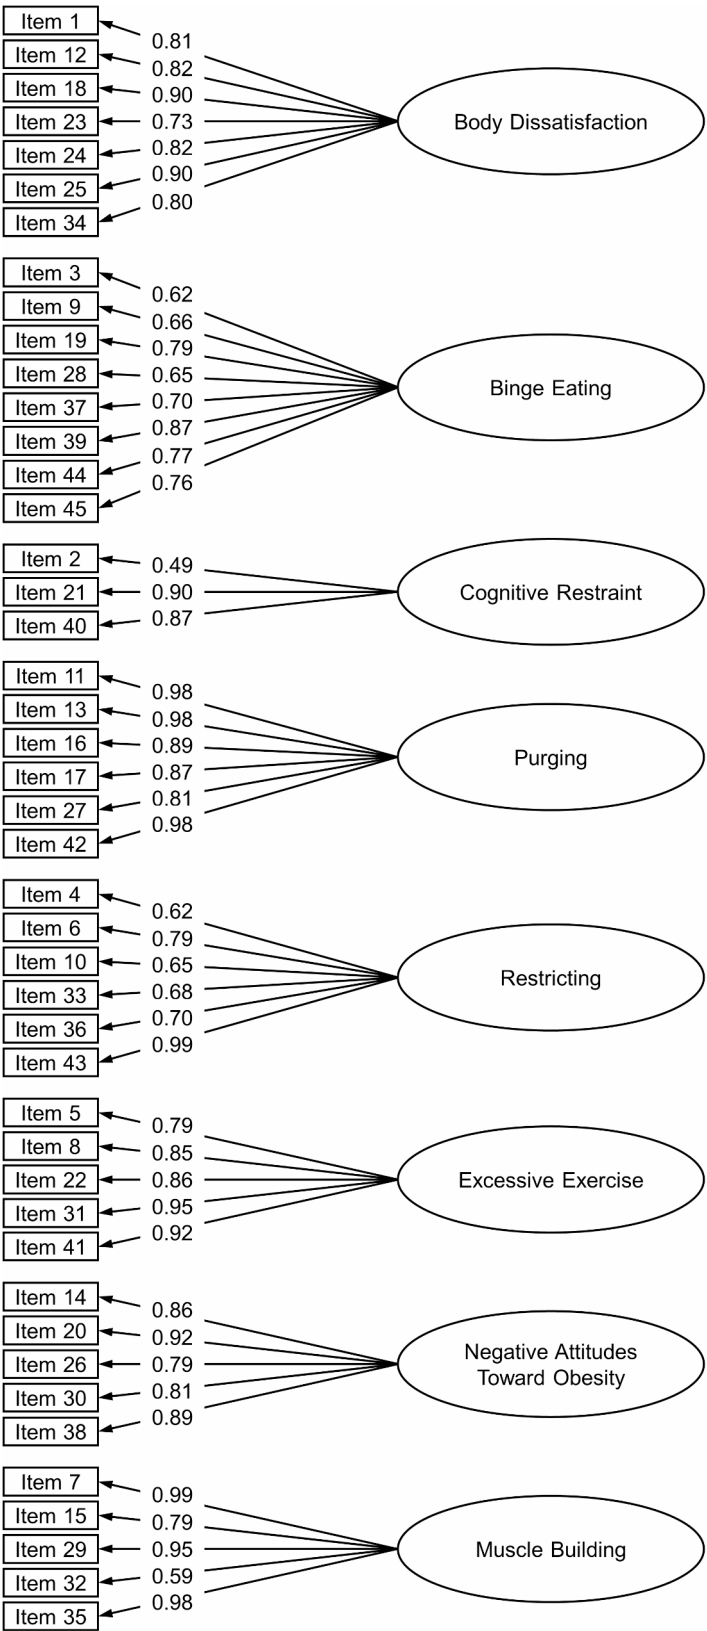 Item 1
0.81
Item 12
0.82
Item 18
0.90
Item 23
0.73
Body Dissatisfaction
Item 24
0.82
Item 25
0.90
Item 34
0.80
Item 3
0.62
Item 9
0.66
Item 19
0.79
Item 28
0.65
Binge Eating
Item 37
0.70
Item 39
0.87
Item 44
0.77
Item 45
0.76
Item 2
0.49
Item 21
0.90
Cognitive Restraint
Item 40
0.87
Item 11
0.98
Item 13
0.98
Item 16
0.89
Purging
Item 17
0.87
Item 27
0.81
Item 42
0.98
Item 4
0.62
Item 6
0.79
Item 10
0.65
Restricting
Item 33
0.68
Item 36
0.70
Item 43
0.99
Item 5
0.79
Item 8
0.85
Item 22
0.86
Excessive Exercise
Item 31
0.95
Item 41
0.92
Item 14
0.86
Item 20
0.92
Item 26
0.79
Negative Attitudes
Toward Obesity
Item 30
0.81
Item 38
0.89
Item 7
0.99
Item 15
0.79
Item 29
0.95
Muscle Building
Item 32
0.59
Item 35
0.98